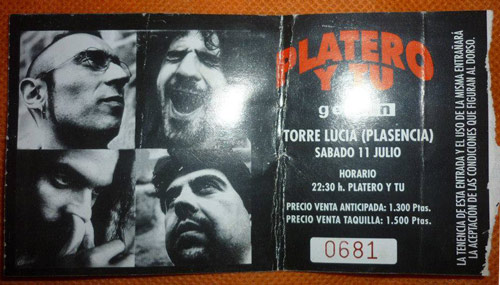 PLATERO
Y TU
TORRE LUCIA (PLASENCIA)
SABADO 11 JULIO
HORARIO
22:30 h. PLATERO Y TU
PRECIO VENTA ANTICIPADA: 1.300 Ptas.
PRECIO VENTA TAQUILLA: 1.500 Ptas.
0681
LA TENENCIA DE ESTA ENTRADA Y EL USO DE LA MISMA ENTRAÑARÁ
LA ACEPTACIÓN DE LAS CONDICIONES QUE FIGURAN AL DORSO.